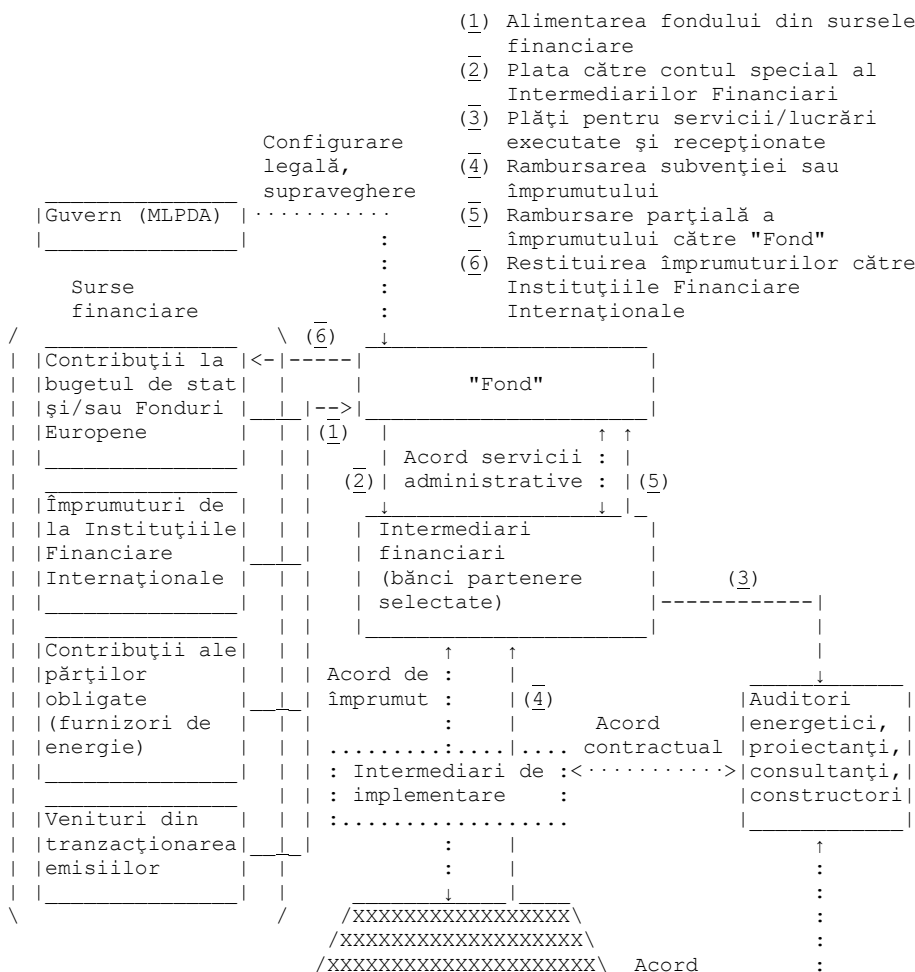 (1) Alimentarea fondului din sursele
financiare
(2) Plata către contul special al
Intermediarilor Financiari
(3) Plăţi pentru servicii/lucrări
executate şi recepţionate
(4) Rambursarea subvenţiei sau
împrumutului
(5) Rambursare parţială a
împrumutului către "Fond"
(6) Restituirea împrumuturilor către
Instituţiile Financiare
Internaţionale
Configurare
legală,
supraveghere
Guvern (MLPDA)
Surse
financiare
(6)
Contribuţii la
bugetul de stat
şi/sau Fonduri
Europene
"Fond"
(1)
Acord servicii
administrative
(2)
(5)
Împrumuturi de
la Instituţiile
Financiare
Internaţionale
Intermediari
financiari
(bănci partenere
selectate)
(3)
Contribuţii ale
părţilor
obligate
(furnizori de
energie)
Acord de
împrumut
(4)
Acord
contractual
Auditori
energetici,
proiectanţi,
consultanţi,
constructori
Intermediari de
implementare
Venituri din
tranzacţionarea
emisiilor
/XXXXXXXXXXXXXXXXX\
/XXXXXXXXXXXXXXXXXXX\
/XXXXXXXXXXXXXXXXXXXXX\ Acord